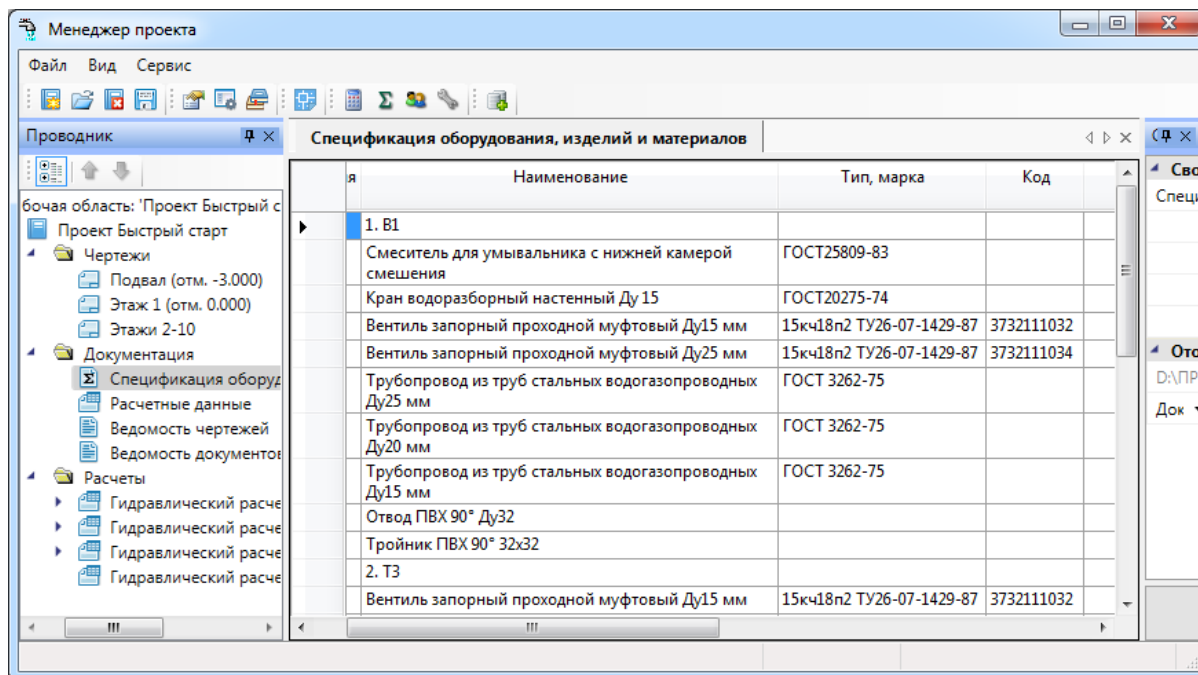 Менеджер проекта
Файл Вид Сервис
Проводник
бочая область: 'Проект Быстрый с
Проект Быстрый старт
Чертежи
Подвал (отм. -3.000)
Этаж 1 (отм. 0.000)
Этажи 2-10
Документация
Спецификация оборуд
Расчетные данные
Ведомость чертежей
Ведомость документов
Расчеты
Гидравлический расче
Гидравлический расче
Гидравлический расче
Гидравлический расче
Спецификация оборудования, изделий и материалов
я Наименование Тип, марка Код
1. В1
Смеситель для умывальника с нижней камерой ГОСТ25809-83
смешения
Кран водоразборный настенный Ду 15 ГОСТ20275-74
Вентиль запорный проходной муфтовый Ду15 мм 15кч18п2 ТУ26-07-1429-87 3732111032
Вентиль запорный проходной муфтовый Ду25 мм 15кч18п2 ТУ26-07-1429-87 3732111034
Трубопровод из труб стальных водогазопроводных ГОСТ 3262-75
Ду25 мм
Трубопровод из труб стальных водогазопроводных ГОСТ 3262-75
Ду20 мм
Трубопровод из труб стальных водогазопроводных ГОСТ 3262-75
Ду15 мм
Отвод ПВХ 90° Ду32
Тройник ПВХ 90° 32х32
2. Т3
Вентиль запорный проходной муфтовый Ду15 мм 15кч18п2 ТУ26-07-1429-87 3732111032
Сво
Специ
Ото
D:\ПР
Док